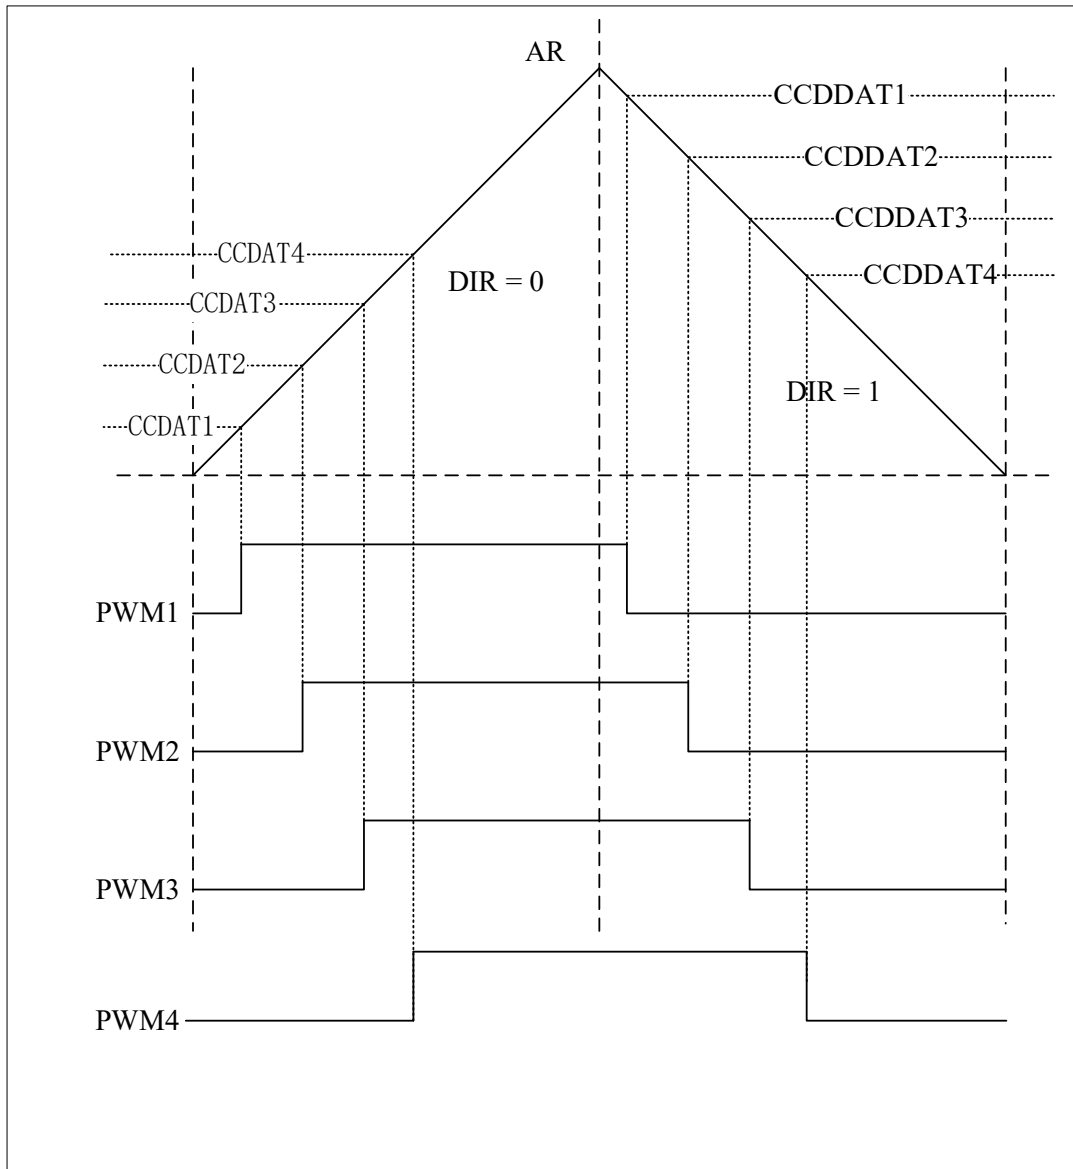 AR
CCDDAT1
CCDDAT2
CCDDAT3
CCDAT4
CCDDAT4
DIR = 0
CCDAT3
CCDAT2
DIR = 1
CCDAT1
PWM1
PWM2
PWM3
PWM4